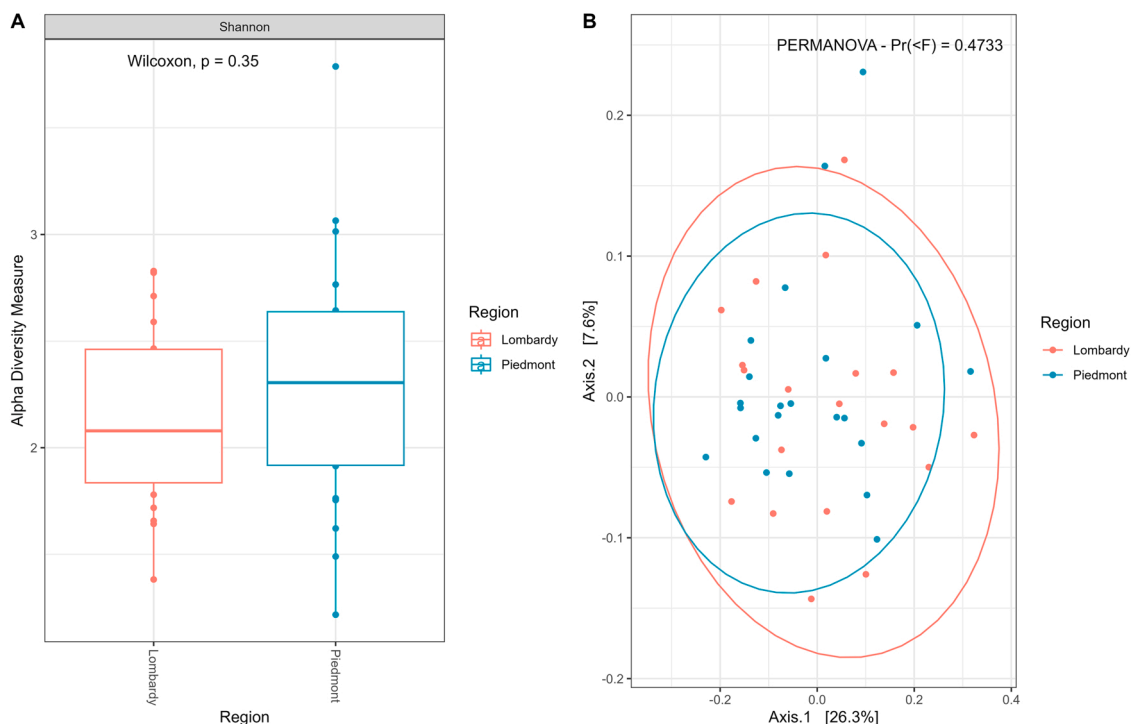 A
Shannon
Wilcoxon, p = 0.35
3
2
Alpha Diversity Measure
Lombardy
Piedmont
Region
Region
a Lombardy
a Piedmont
B
PERMANOVA - Pr(<F) = 0.4733
0.2
0.1
0.0
-0.1
-0.2
Axis.2 [7.6%]
-0.2 0.0 0.2 0.4
Axis.1 [26.3%]
Region
Lombardy
Piedmont